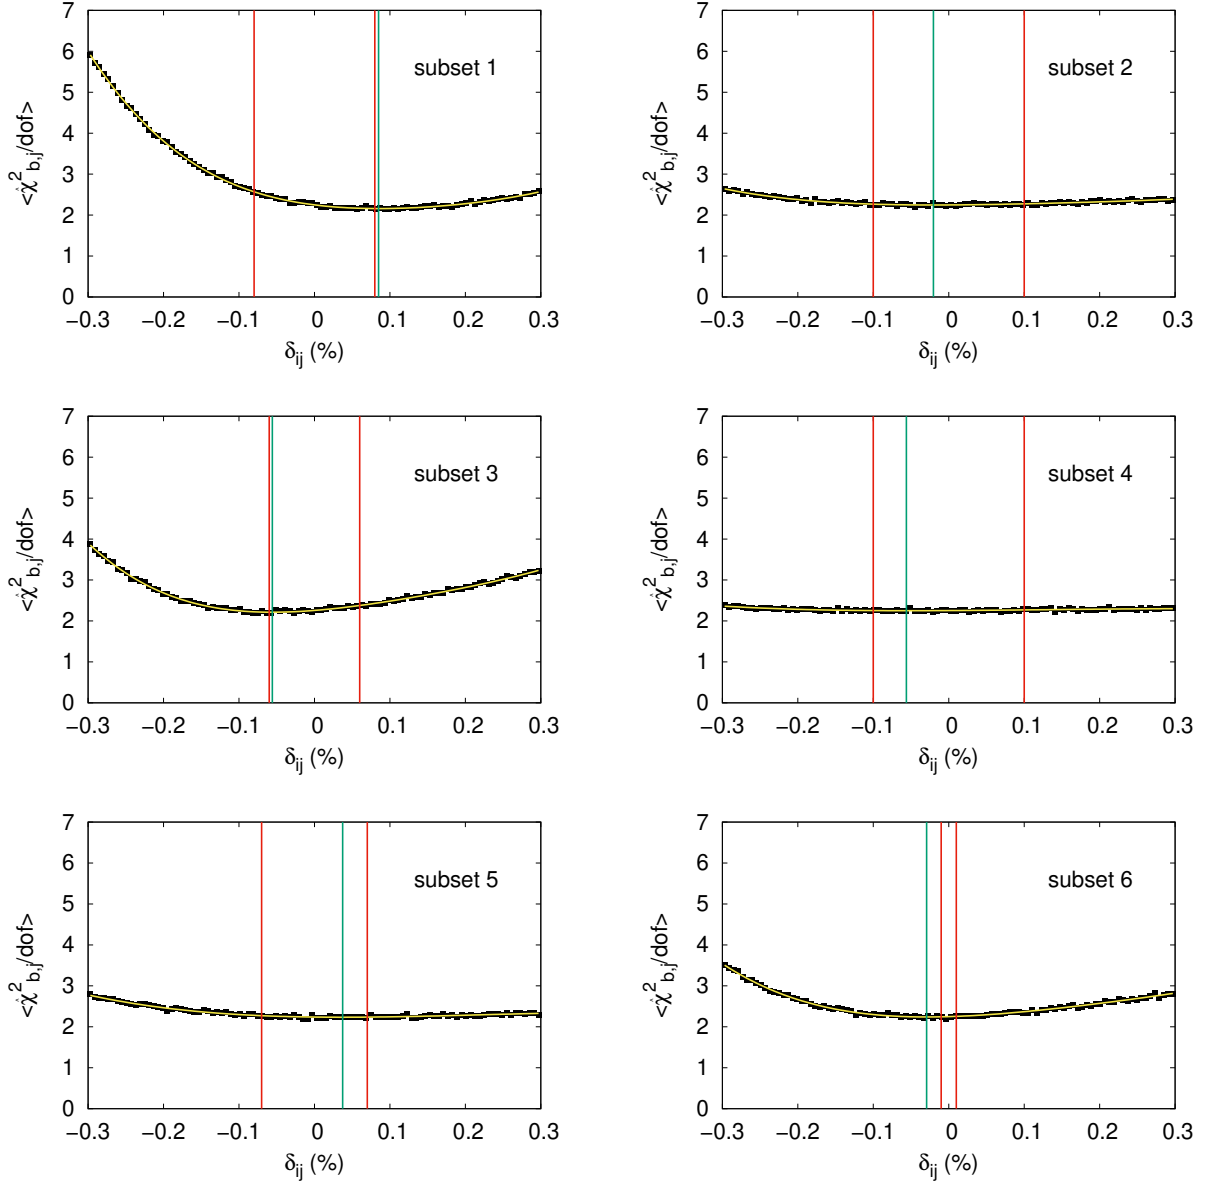 7
6
5
4
3
2
1
0
<χ̂²b,j/dof>
subset 1
−0.3 −0.2 −0.1 0 0.1 0.2 0.3
δij (%)
7
6
5
4
3
2
1
0
<χ̂²b,j/dof>
subset 2
−0.3 −0.2 −0.1 0 0.1 0.2 0.3
δij (%)
7
6
5
4
3
2
1
0
<χ̂²b,j/dof>
subset 3
−0.3 −0.2 −0.1 0 0.1 0.2 0.3
δij (%)
7
6
5
4
3
2
1
0
<χ̂²b,j/dof>
subset 4
−0.3 −0.2 −0.1 0 0.1 0.2 0.3
δij (%)
7
6
5
4
3
2
1
0
<χ̂²b,j/dof>
subset 5
−0.3 −0.2 −0.1 0 0.1 0.2 0.3
δij (%)
7
6
5
4
3
2
1
0
<χ̂²b,j/dof>
subset 6
−0.3 −0.2 −0.1 0 0.1 0.2 0.3
δij (%)